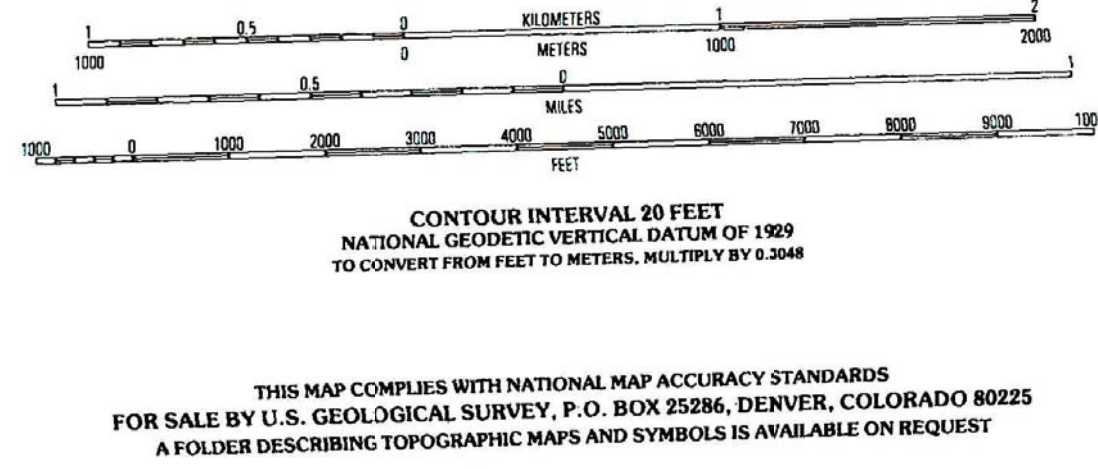 1 0.5 0 KILOMETERS 1 2
1000 0 METERS 1000 2000
1 0.5 0 1
MILES
1000 0 1000 2000 3000 4000 5000 6000 7000 8000 9000 100
FEET
CONTOUR INTERVAL 20 FEET
NATIONAL GEODETIC VERTICAL DATUM OF 1929
TO CONVERT FROM FEET TO METERS, MULTIPLY BY 0.3048
THIS MAP COMPLIES WITH NATIONAL MAP ACCURACY STANDARDS
FOR SALE BY U.S. GEOLOGICAL SURVEY, P.O. BOX 25286, DENVER, COLORADO 80225
A FOLDER DESCRIBING TOPOGRAPHIC MAPS AND SYMBOLS IS AVAILABLE ON REQUEST